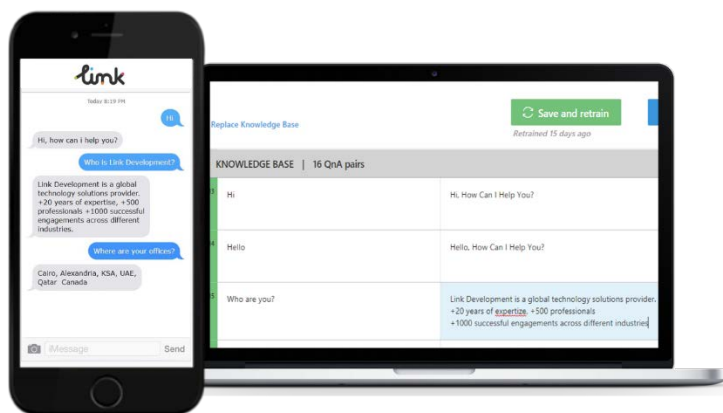 link
Today 8:19 PM
Hi
Hi, how can i help you?
Who is Link Development?
Link Development is a global
technology solutions provider.
+20 years of expertise, +500
professionals +1000 successful
engagements across different
industries.
Where are your offices?
Cairo, Alexandria, KSA, UAE,
Qatar Canada
iMessage
Send
Replace Knowledge Base
Save and retrain
Retrained 15 days ago
KNOWLEDGE BASE | 16 QnA pairs
Hi
Hi, How Can I Help You?
Hello
Hello, How Can I Help You?
Who are you?
Link Development is a global technology solutions provider.
+20 years of expertize, +500 professionals
+1000 successful engagements across different industries